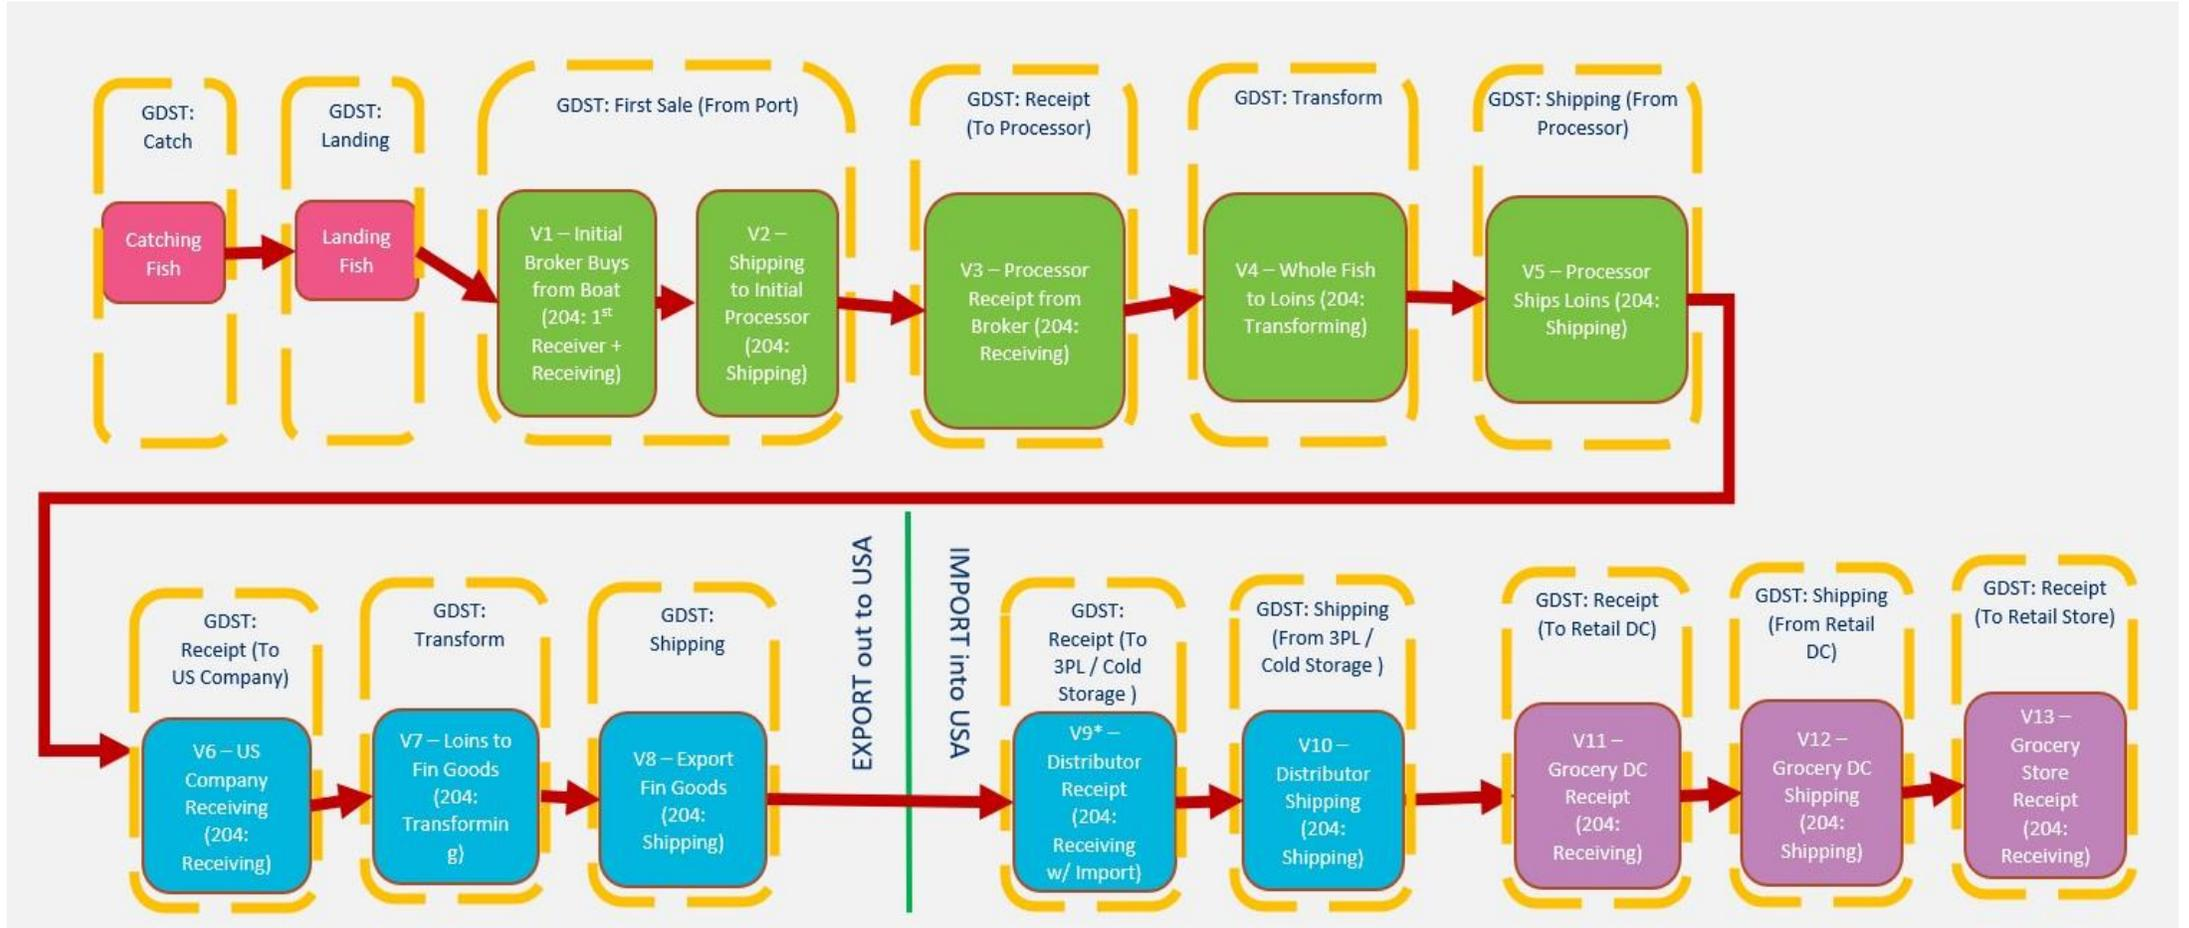 GDST:
Catch
GDST:
Landing
GDST: First Sale (From Port)
GDST: Receipt
(To Processor)
GDST: Transform
GDST: Shipping (From
Processor)
Catching
Fish
Landing
Fish
V1 – Initial
Broker Buys
from Boat
(204: 1st
Receiver +
Receiving)
V2 –
Shipping
to Initial
Processor
(204:
Shipping)
V3 – Processor
Receipt from
Broker (204:
Receiving)
V4 – Whole Fish
to Loins (204:
Transforming)
V5 – Processor
Ships Loins (204:
Shipping)
GDST:
Receipt (To
US Company)
GDST:
Transform
GDST:
Shipping
EXPORT out to USA
IMPORT into USA
GDST:
Receipt (To
3PL / Cold
Storage )
GDST: Shipping
(From 3PL /
Cold Storage )
GDST: Receipt
(To Retail DC)
GDST: Shipping
(From Retail
DC)
GDST: Receipt
(To Retail Store)
V6 – US
Company
Receiving
(204:
Receiving)
V7 – Loins to
Fin Goods
(204:
Transformin
g)
V8 – Export
Fin Goods
(204:
Shipping)
V9* –
Distributor
Receipt
(204:
Receiving
w/ Import)
V10 –
Distributor
Shipping
(204:
Shipping)
V11 –
Grocery DC
Receipt
(204:
Receiving)
V12 –
Grocery DC
Shipping
(204:
Shipping)
V13 –
Grocery
Store
Receipt
(204:
Receiving)